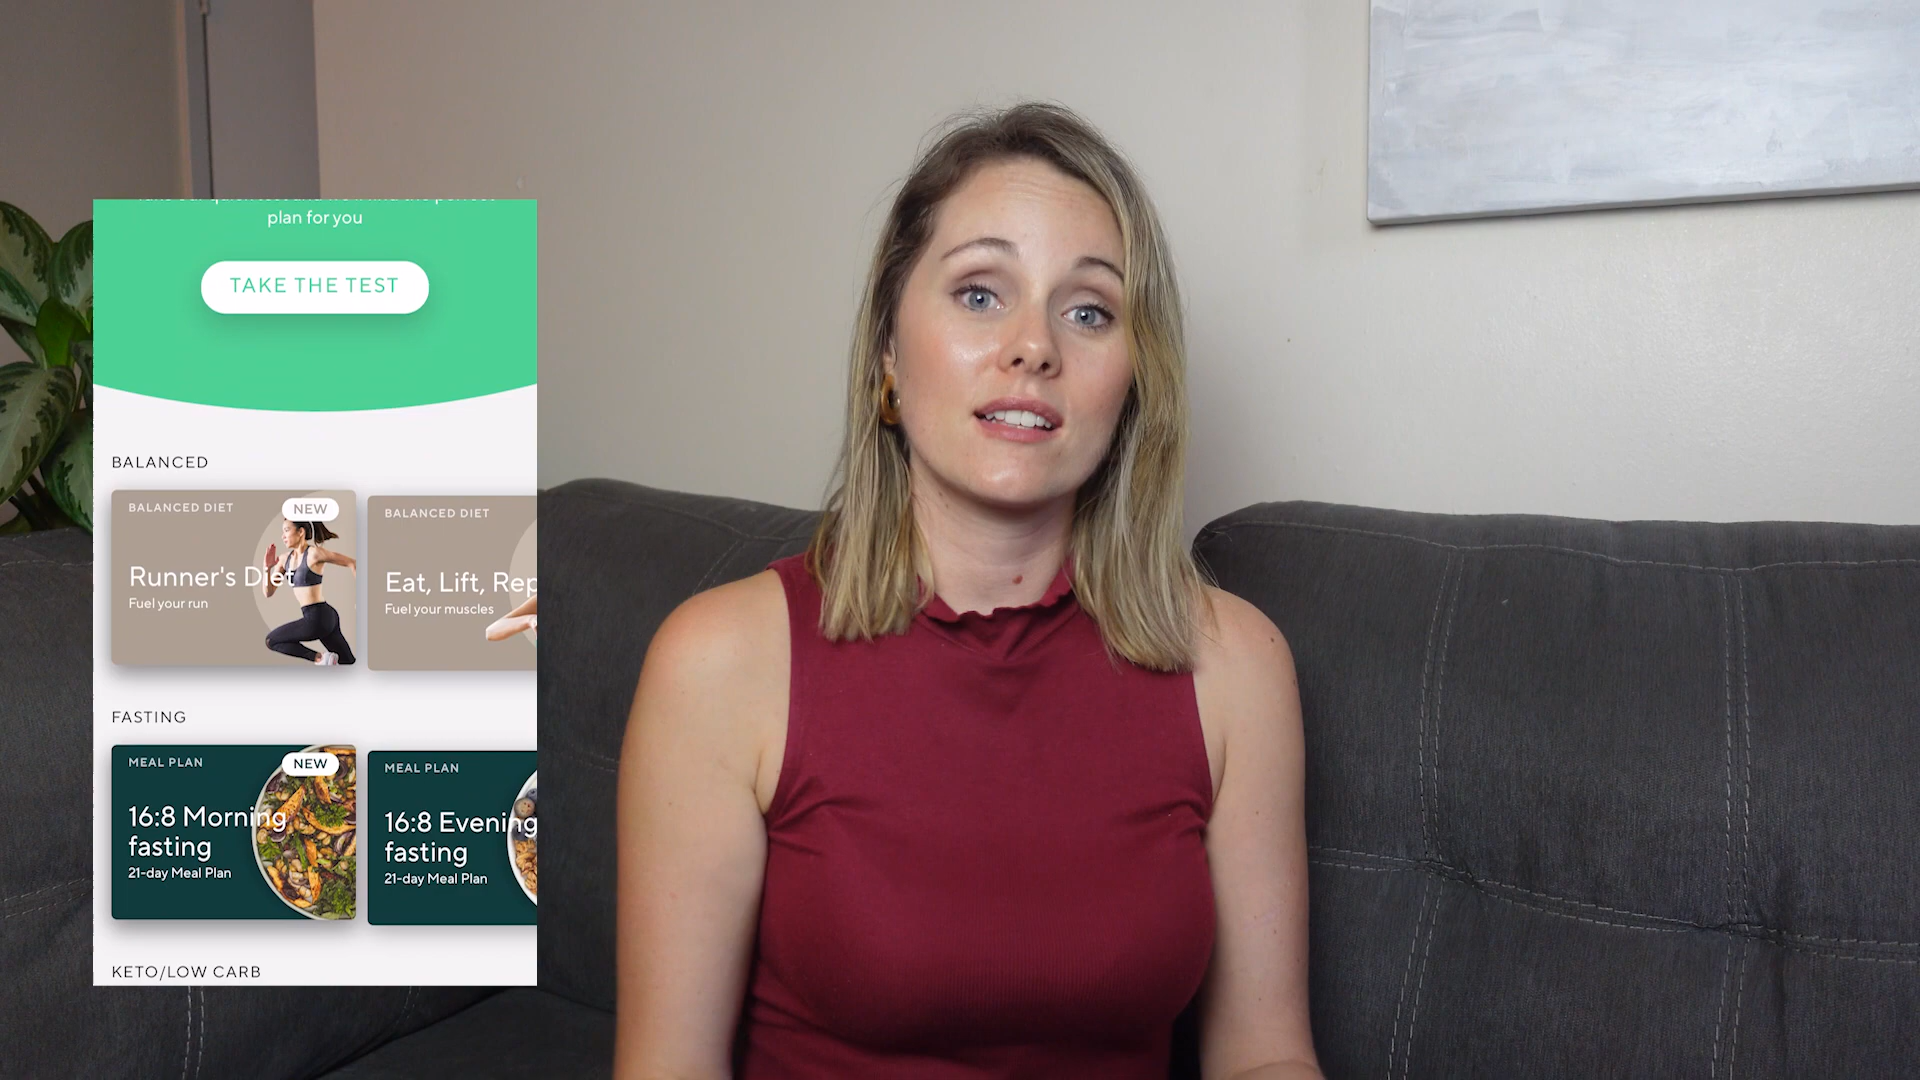 plan for you
TAKE THE TEST
BALANCED
BALANCED DIET
NEW
Runner's Diet
Fuel your run
BALANCED DIET
Eat, Lift, Rep
Fuel your muscles
FASTING
MEAL PLAN
NEW
16:8 Morning
fasting
21-day Meal Plan
MEAL PLAN
16:8 Evening
fasting
21-day Meal Plan
KETO/LOW CARB